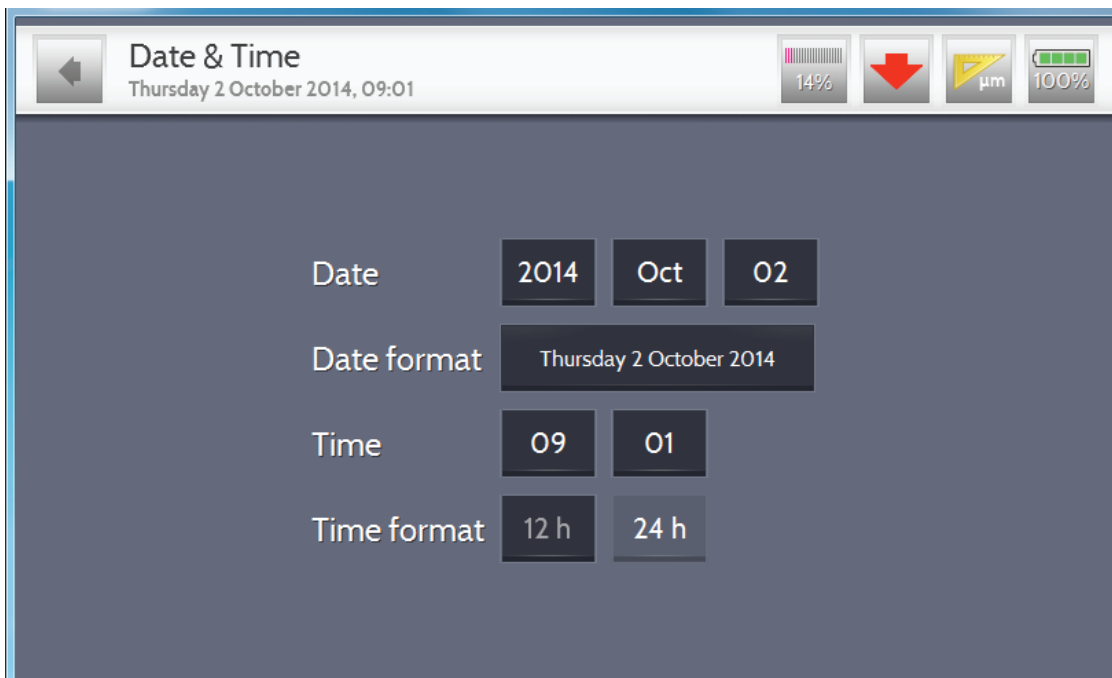 Date & Time
Thursday 2 October 2014, 09:01
14%
μm
100%
Date 2014 Oct 02
Date format Thursday 2 October 2014
Time 09 01
Time format 12 h 24 h